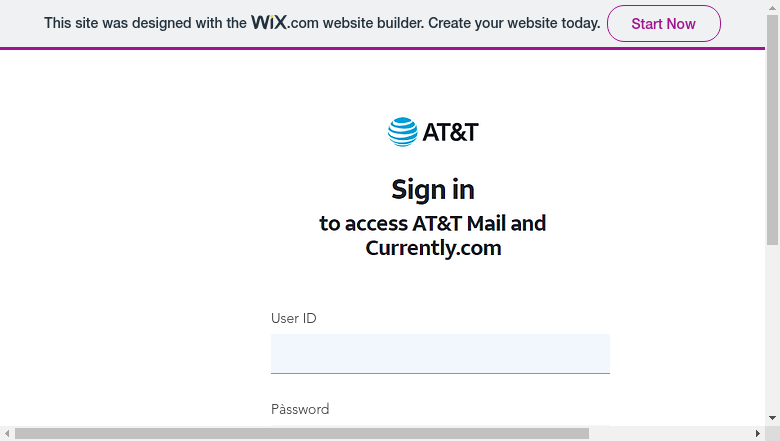 This site was designed with the WiX.com website builder. Create your website today. Start Now
AT&T
Sign in
to access AT&T Mail and
Currently.com
User ID
Pàssword